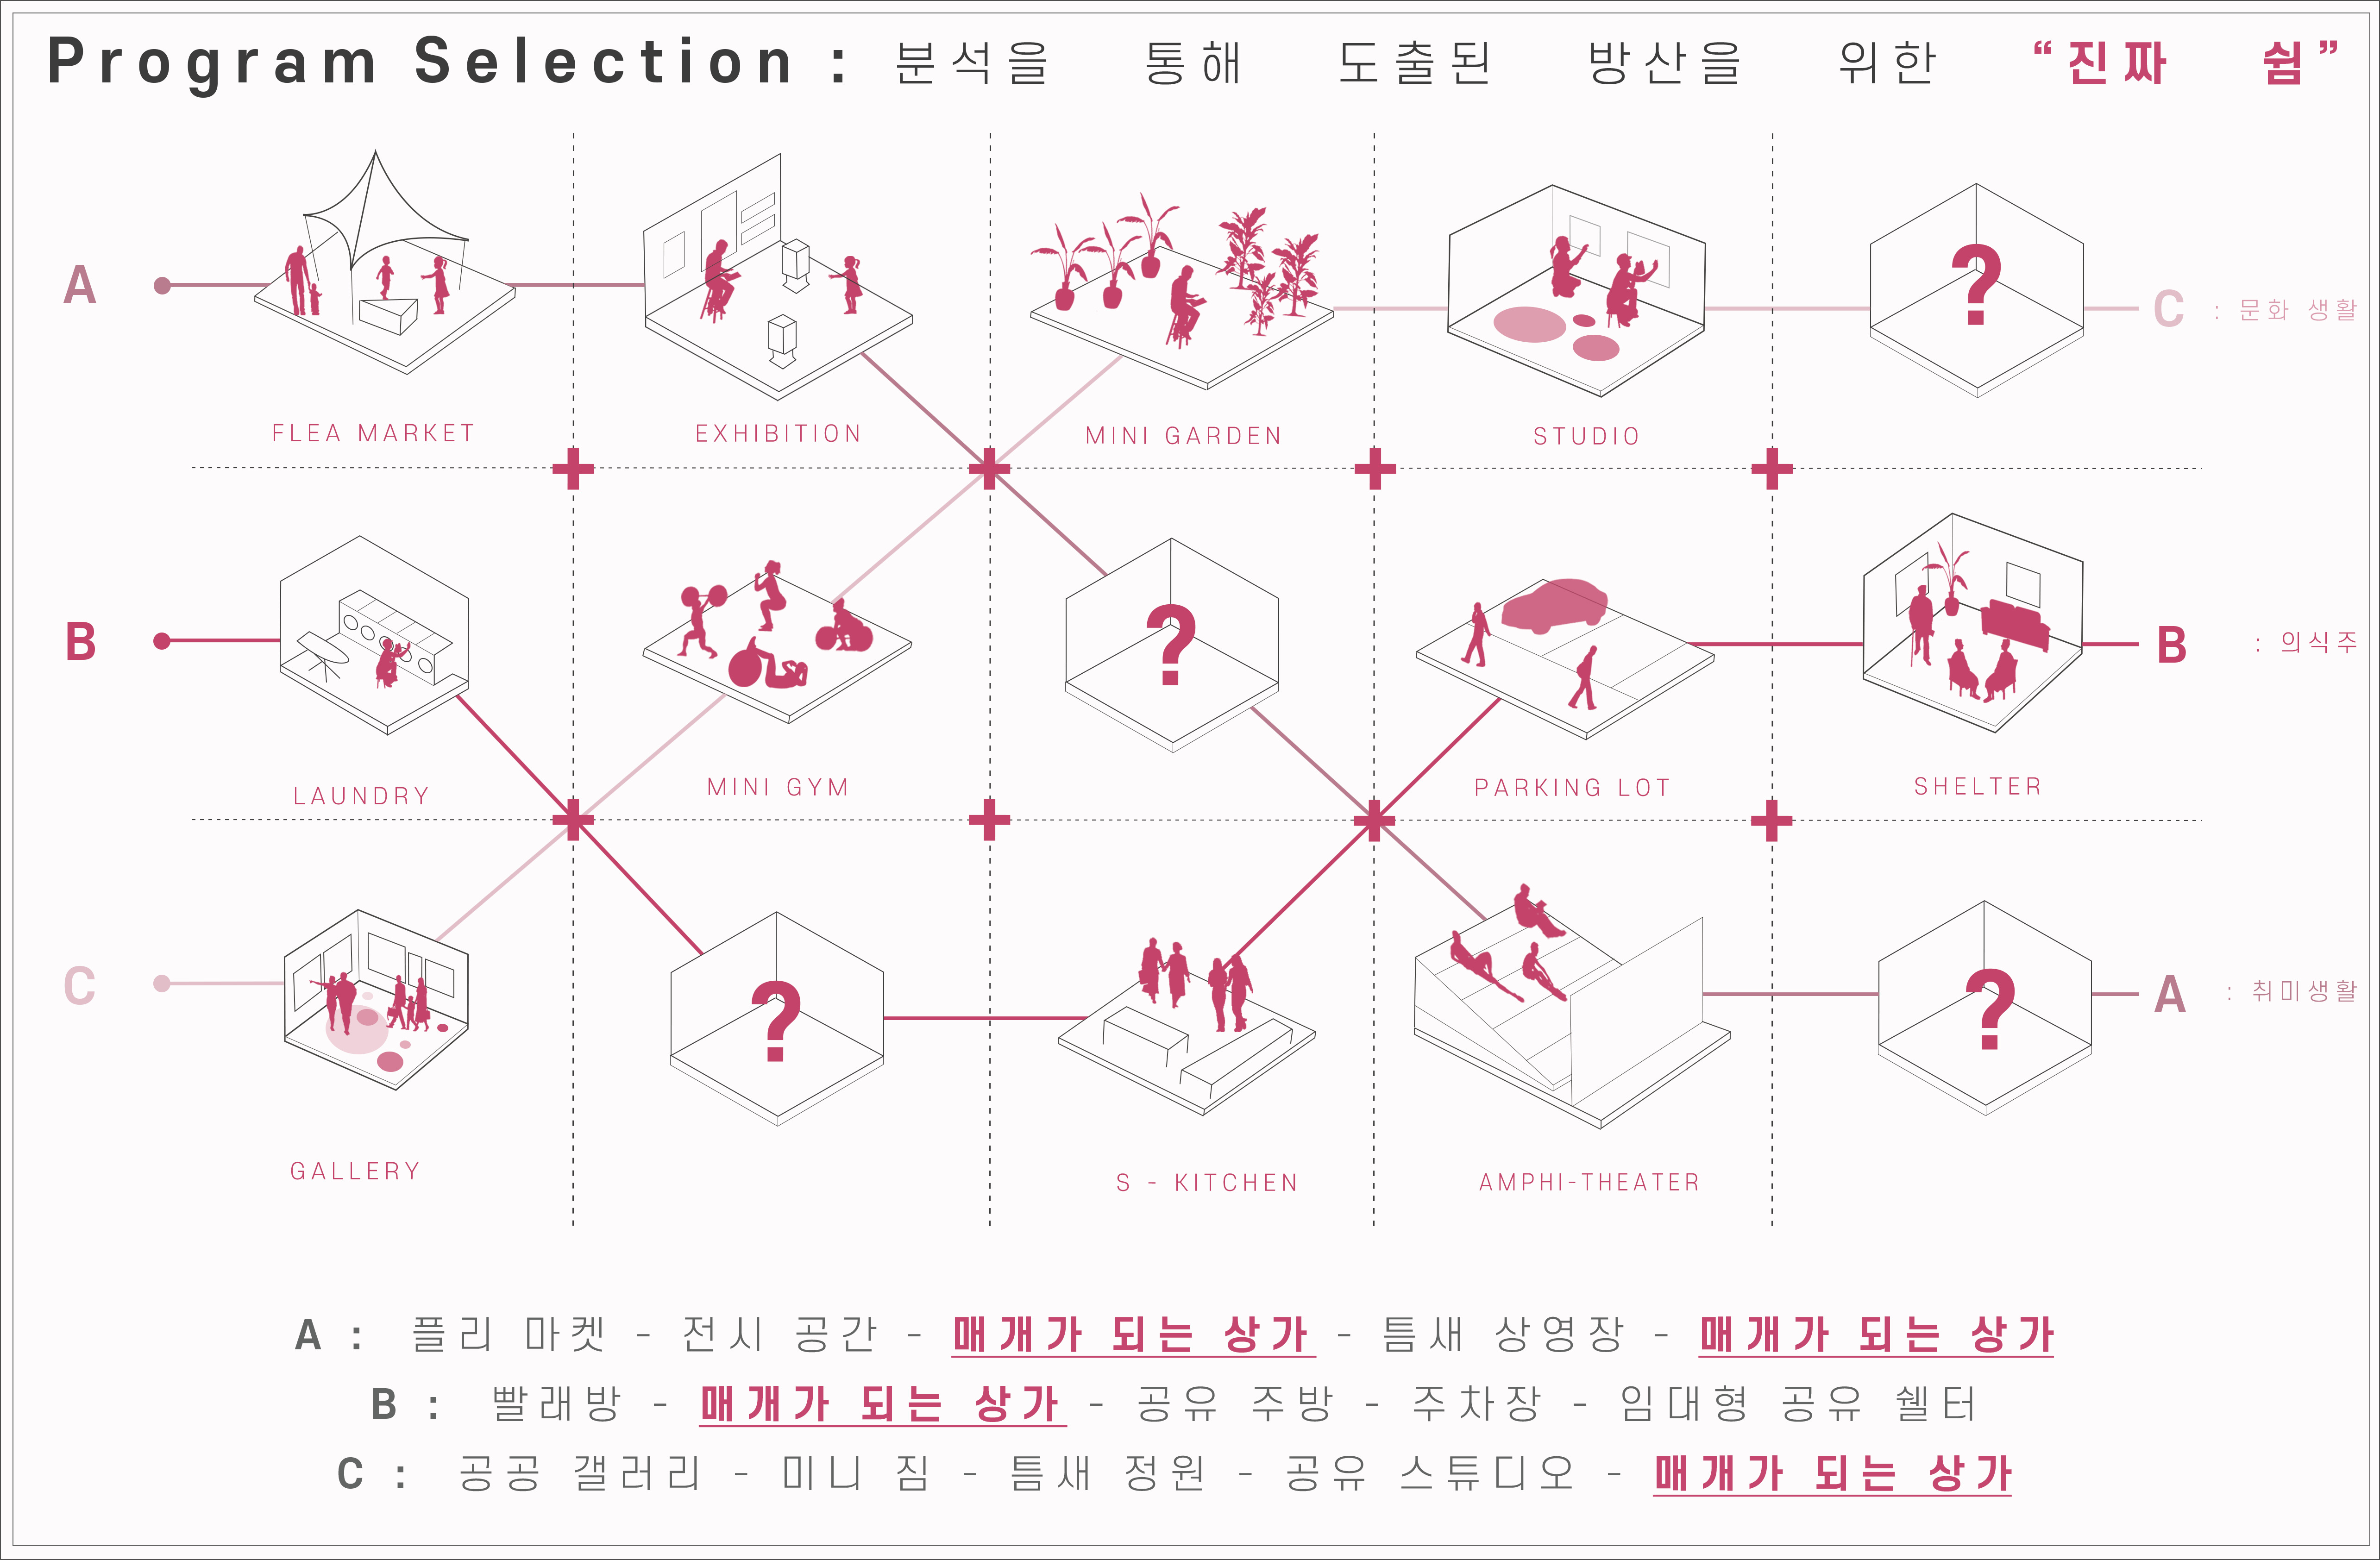 Program Selection : 분석을 통해 도출된 방산을 위한 “진짜 쉼”
A
?
C : 문화 생활
FLEA MARKET
EXHIBITION
MINI GARDEN
STUDIO
B
?
B : 의식주
LAUNDRY
MINI GYM
PARKING LOT
SHELTER
C
?
?
A : 취미생활
GALLERY
S - KITCHEN
AMPHI-THEATER
A : 플리 마켓 - 전시 공간 - 매개가 되는 상가 - 틈새 상영장 - 매개가 되는 상가
B : 빨래방 - 매개가 되는 상가 - 공유 주방 - 주차장 - 임대형 공유 쉘터
C : 공공 갤러리 - 미니 짐 - 틈새 정원 - 공유 스튜디오 - 매개가 되는 상가